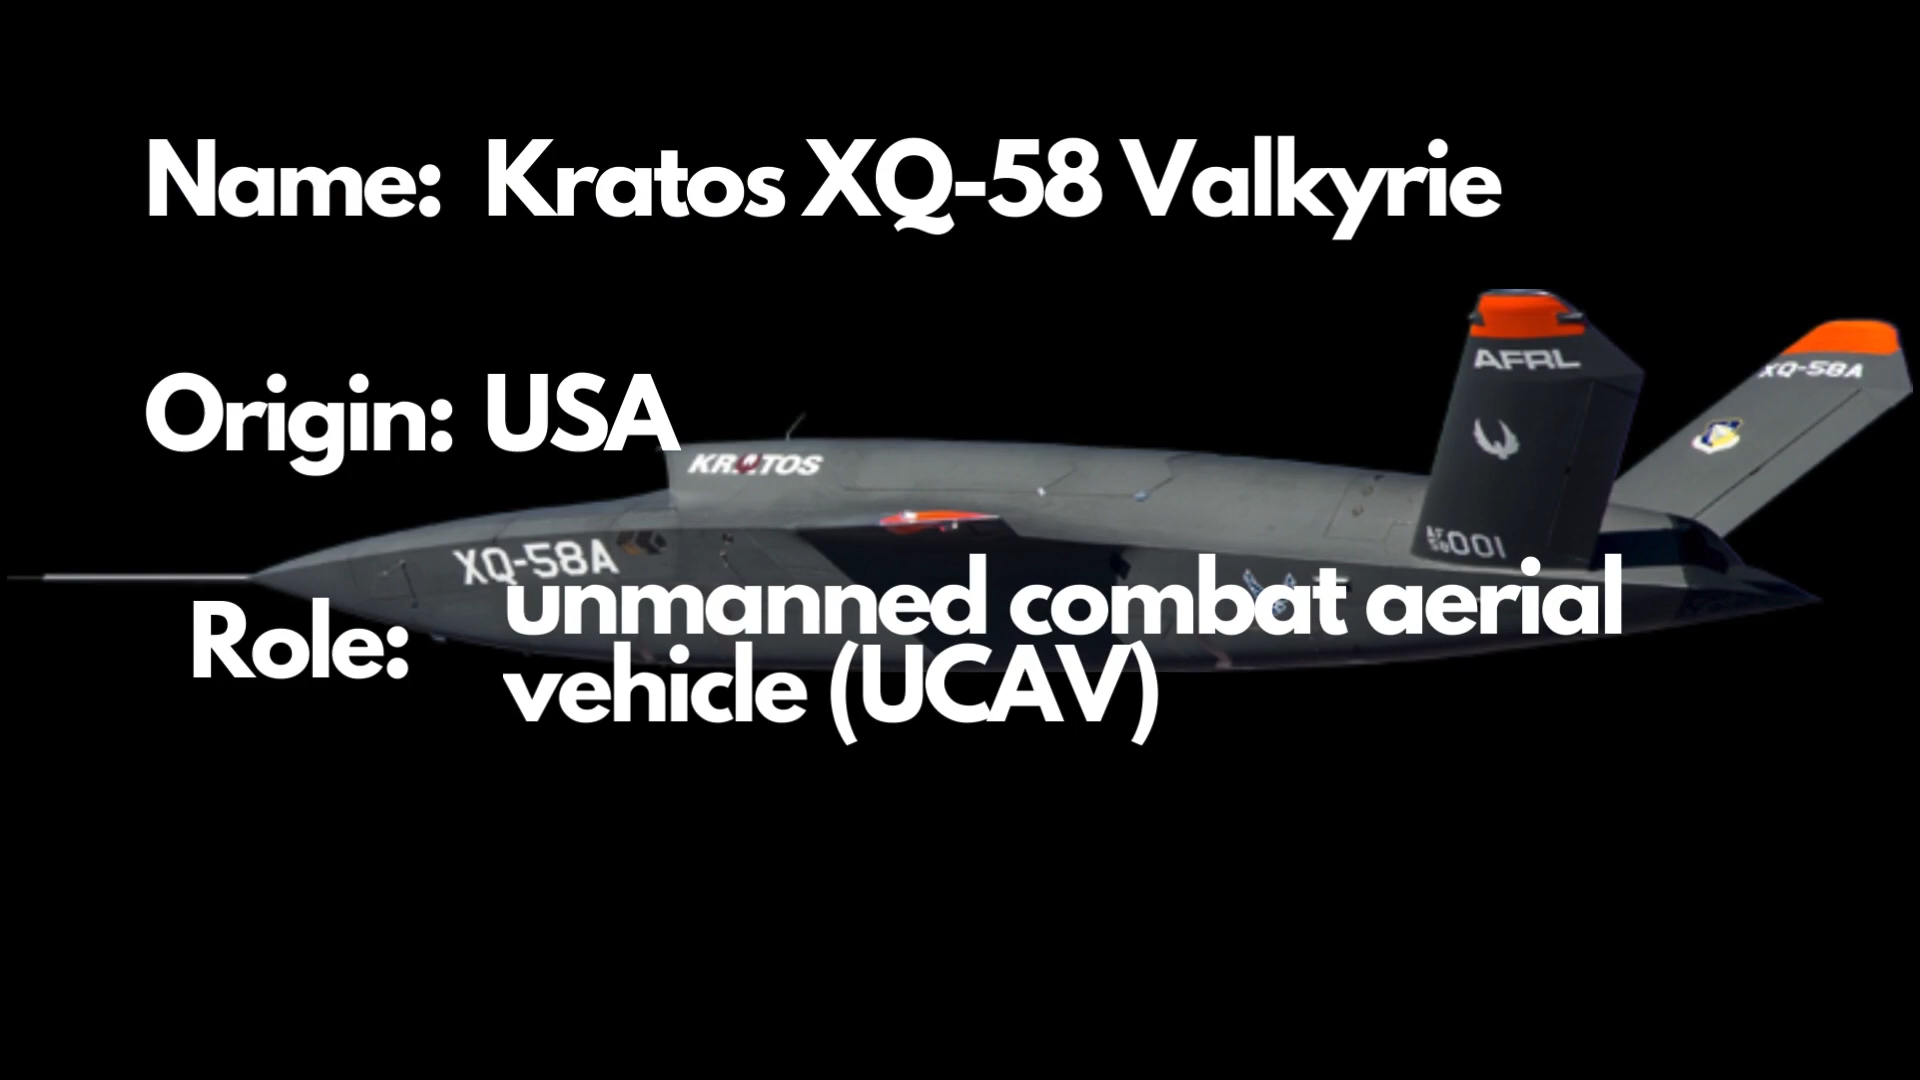 Name: Kratos XQ-58 Valkyrie
AFRL
XQ-58A
Origin: USA
KRATOS
001
XQ-58A
Role: unmanned combat aerial
vehicle (UCAV)